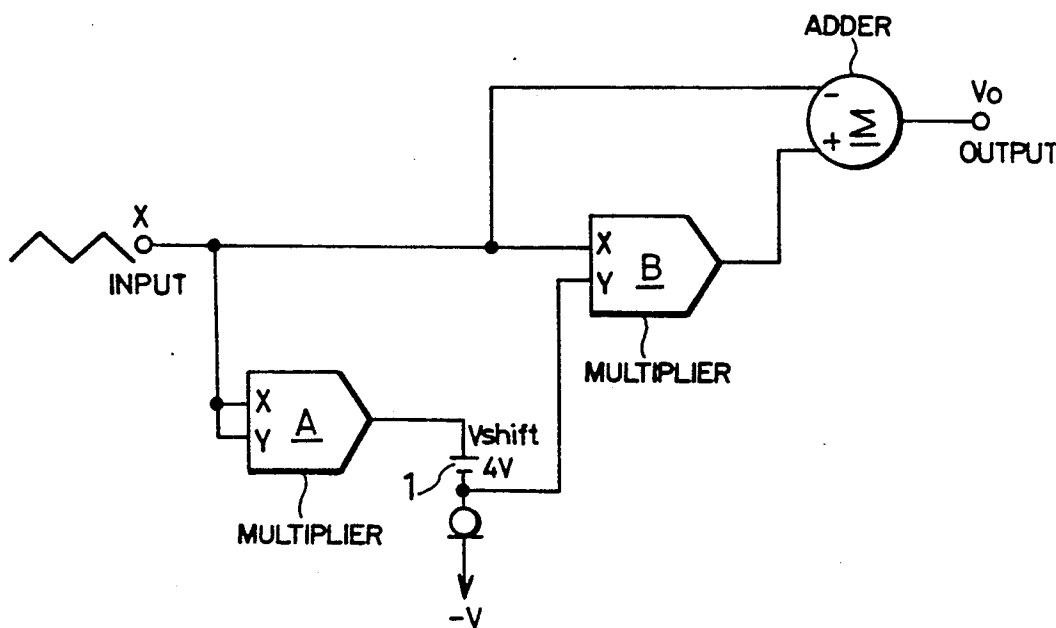 ADDER
Vo
-
M
+
OUTPUT
X
INPUT
X
B
Y
MULTIPLIER
X
A
Y
Vshift
4V
1
MULTIPLIER
-V